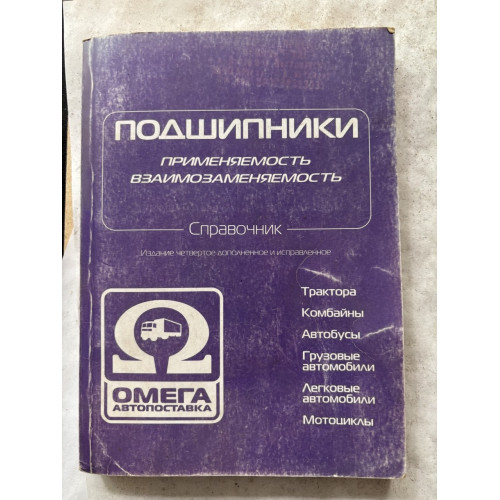 ПОДШИПНИКИ
ПРИМЕНЯЕМОСТЬ
ВЗАИМОЗАМЕНЯЕМОСТЬ
Справочник
Издание четвертое дополненное и исправленное
Трактора
Комбайны
Автобусы
Грузовые
автомобили
Легковые
автомобили
Мотоциклы
ОМЕГА
АВТОПОСТАВКА